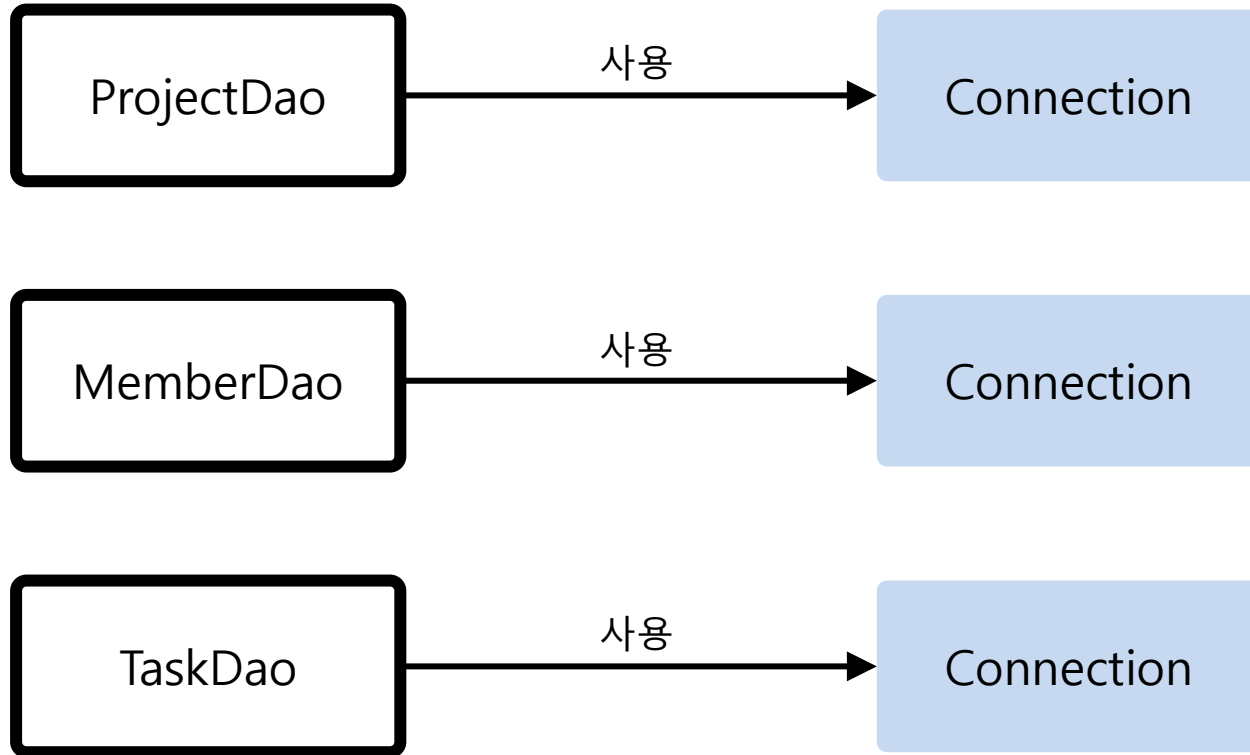 ProjectDao
사용
Connection
MemberDao
사용
Connection
TaskDao
사용
Connection